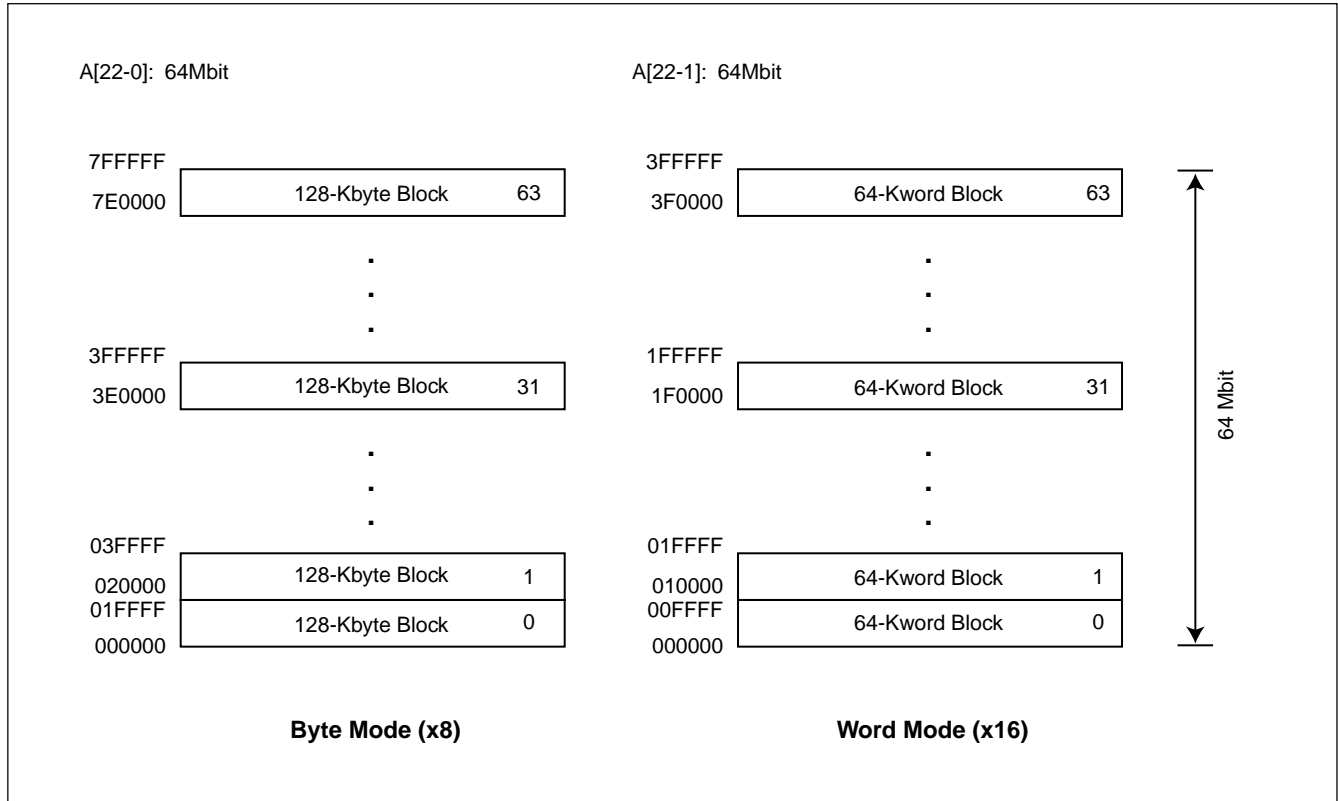 A[22-0]: 64Mbit
A[22-1]: 64Mbit
7FFFFF
128-Kbyte Block 63
7E0000
3FFFFF
64-Kword Block 63
3F0000
3FFFFF
128-Kbyte Block 31
3E0000
1FFFFF
64-Kword Block 31
1F0000
03FFFF
128-Kbyte Block 1
020000
01FFFF
128-Kbyte Block 0
000000
01FFFF
64-Kword Block 1
010000
00FFFF
64-Kword Block 0
000000
64 Mbit
Byte Mode (x8)
Word Mode (x16)